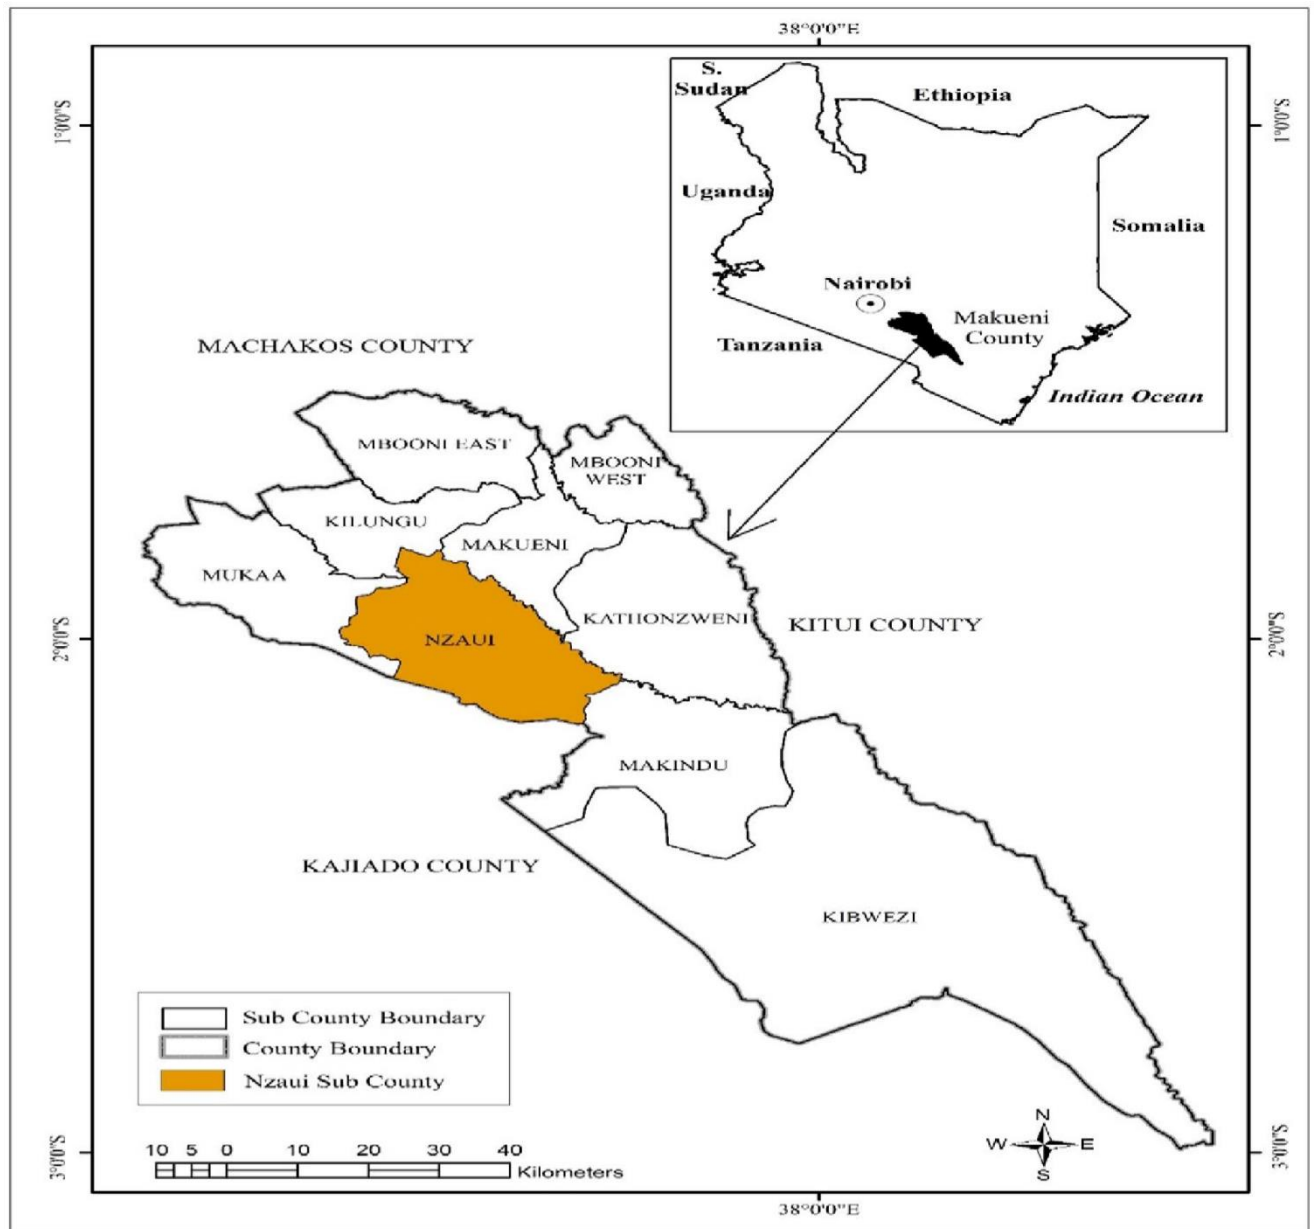 38°0'0"E
1°0'0"S
1°0'0"S
S.
Sudan
Ethiopia
Uganda
Somalia
Nairobi
Makueni
County
Tanzania
Indian Ocean
MACHAKOS COUNTY
MBOONI EAST
MBOONI
WEST
KILUNGU
MAKUENI
MUKAA
KATHONZWENI
KITUI COUNTY
NZAUI
2°0'0"S
2°0'0"S
MAKINDU
KAJIADO COUNTY
KIBWEZI
Sub County Boundary
County Boundary
Nzaui Sub County
10 5 0 10 20 30 40
Kilometers
N
W E
S
3°0'0"S
3°0'0"S
38°0'0"E